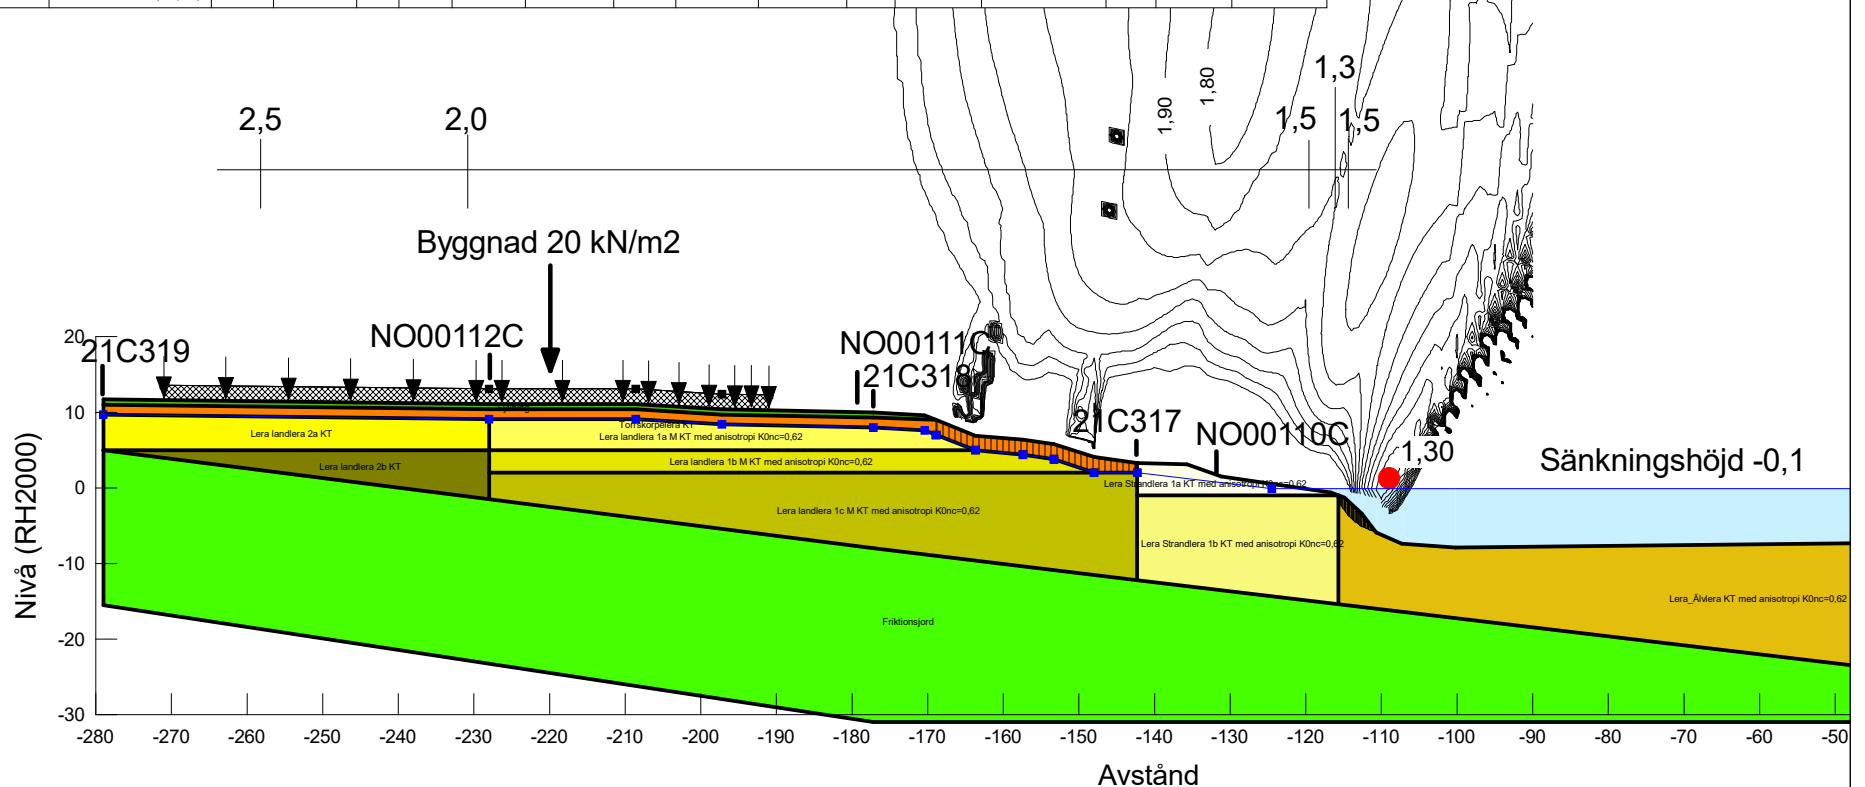 1,3
2,5
2,0
1,90
1,80
1,5
1,5
Byggnad 20 kN/m2
21C319
NO00112C
NO00111C
21C318
21C317
NO00110C
1,30
Sänkningshöjd -0,1
Torrskorpelera KT
Lera landlera 2a KT
Lera landlera 1a M KT med anisotropi K0nc=0,62
Lera landlera 2b KT
Lera landlera 1b M KT med anisotropi K0nc=0,62
Lera Strandlera 1a KT med anisotropi K0nc=0,62
Lera landlera 1c M KT med anisotropi K0nc=0,62
Lera Strandlera 1b KT med anisotropi K0nc=0,62
Lera_Älvlera KT med anisotropi K0nc=0,62
Friktionsjord
Nivå (RH2000)
20
10
0
-10
-20
-30
-280 -270 -260 -250 -240 -230 -220 -210 -200 -190 -180 -170 -160 -150 -140 -130 -120 -110 -100 -90 -80 -70 -60 -50
Avstånd